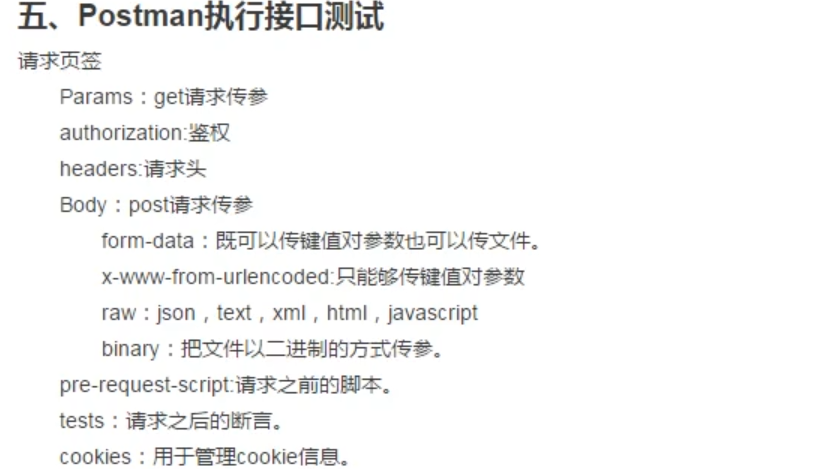 五、Postman执行接口测试
请求页签
Params：get请求传参
authorization:鉴权
headers:请求头
Body：post请求传参
form-data：既可以传键值对参数也可以传文件。
x-www-from-urlencoded:只能够传键值对参数
raw：json，text，xml，html，javascript
binary：把文件以二进制的方式传参。
pre-request-script:请求之前的脚本。
tests：请求之后的断言。
cookies：用于管理cookie信息。